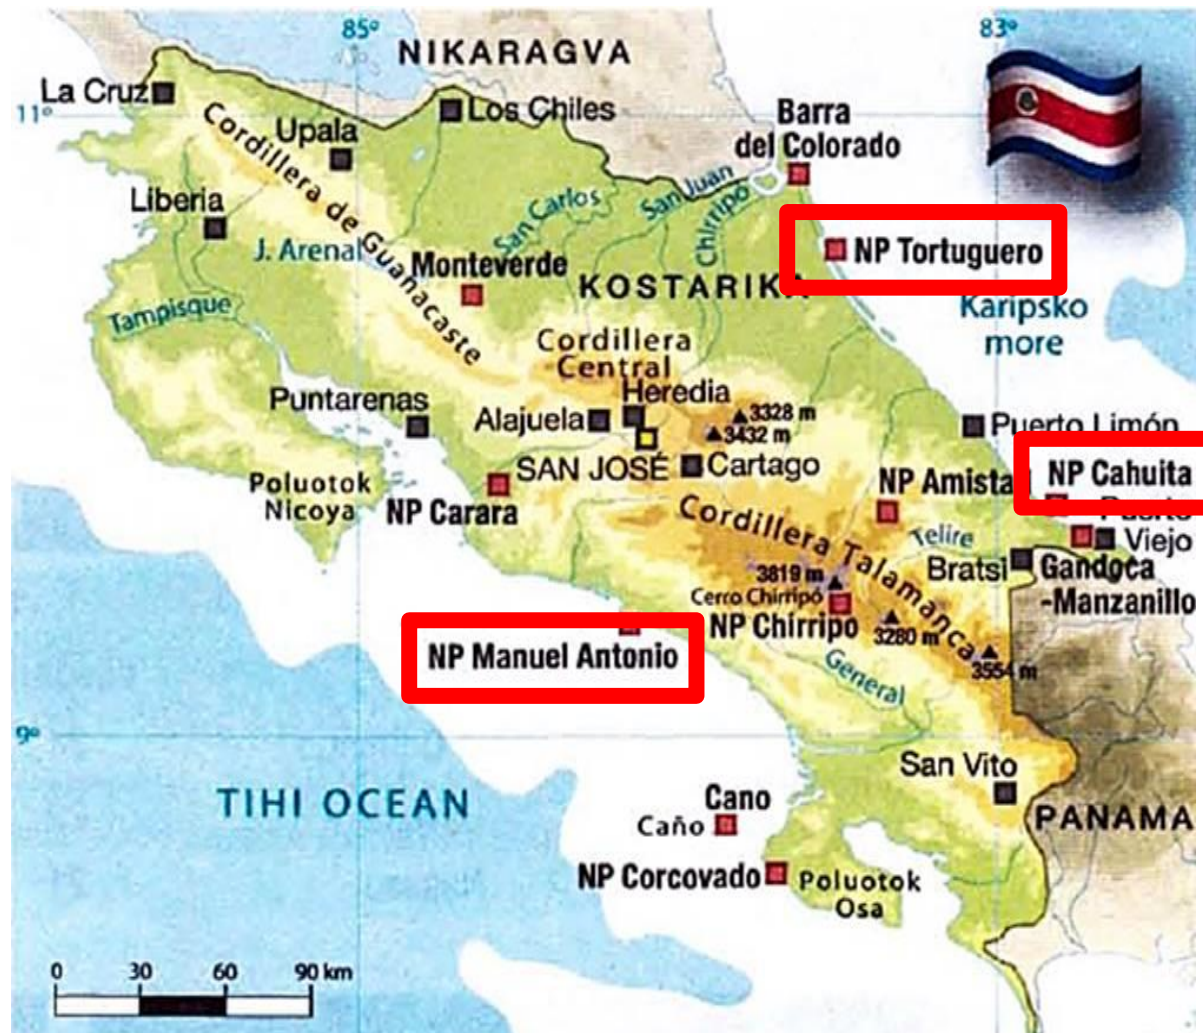 85º
83º
NIKARAGVA
La Cruz
Los Chiles
11º
Barra
del Colorado
Upala
Cordillera de Guanacaste
San Juan
San Carlos
Chirripó
Liberia
J. Arenal
NP Tortuguero
Monteverde
KOSTARIKA
Tampisque
Karipsko
more
Cordillera
Central
Heredia
Puntarenas
Alajuela
3328 m
3432 m
Puerto Limón
SAN JOSÉ
Cartago
NP Cahuita
Poluotok
Nicoya
NP Carara
NP Amista
Cordillera Talamanca
Telire
Viejo
Bratsi
Gandoca
-Manzanillo
3819 m
Cerro Chirripó
NP Chirripo
3280 m
3554 m
NP Manuel Antonio
General
9º
San Vito
TIHI OCEAN
Cano
Caño
PANAMA
NP Corcovado
Poluotok
Osa
0 30 60 90 km